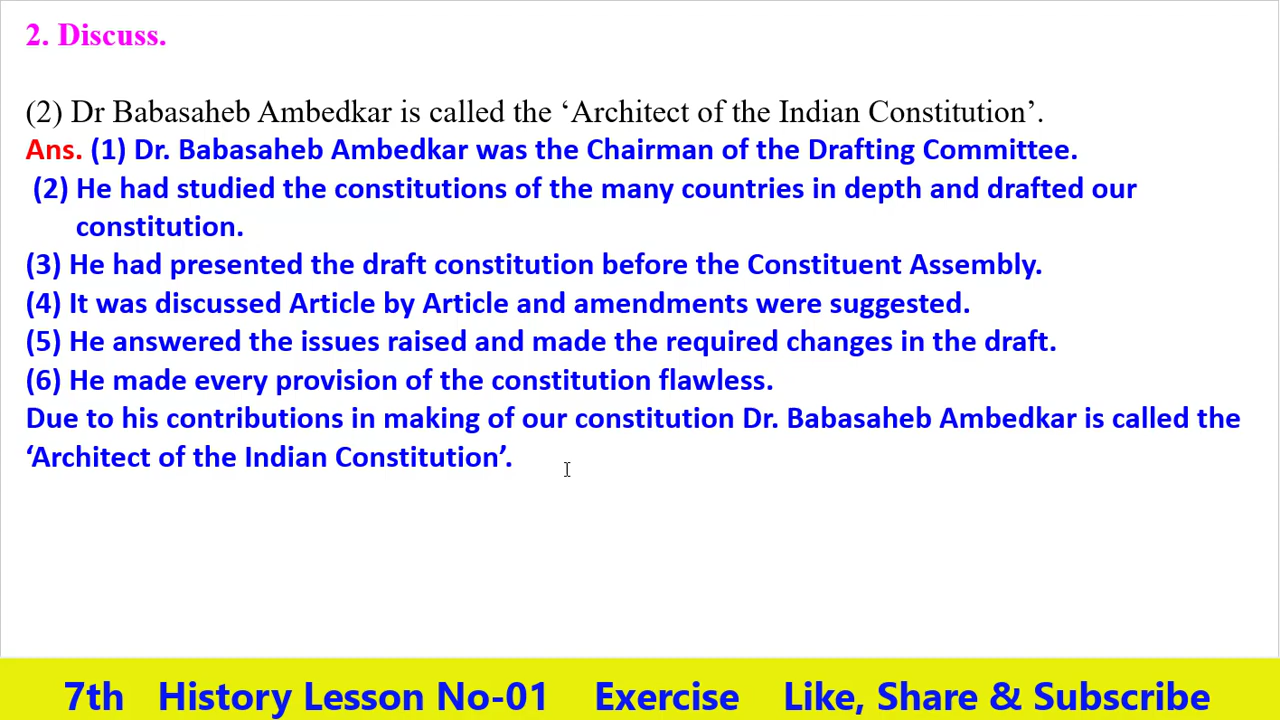 2. Discuss.
(2) Dr Babasaheb Ambedkar is called the ‘Architect of the Indian Constitution’.
Ans. (1) Dr. Babasaheb Ambedkar was the Chairman of the Drafting Committee.
(2) He had studied the constitutions of the many countries in depth and drafted our
constitution.
(3) He had presented the draft constitution before the Constituent Assembly.
(4) It was discussed Article by Article and amendments were suggested.
(5) He answered the issues raised and made the required changes in the draft.
(6) He made every provision of the constitution flawless.
Due to his contributions in making of our constitution Dr. Babasaheb Ambedkar is called the
‘Architect of the Indian Constitution’.
7th History Lesson No-01 Exercise Like, Share & Subscribe